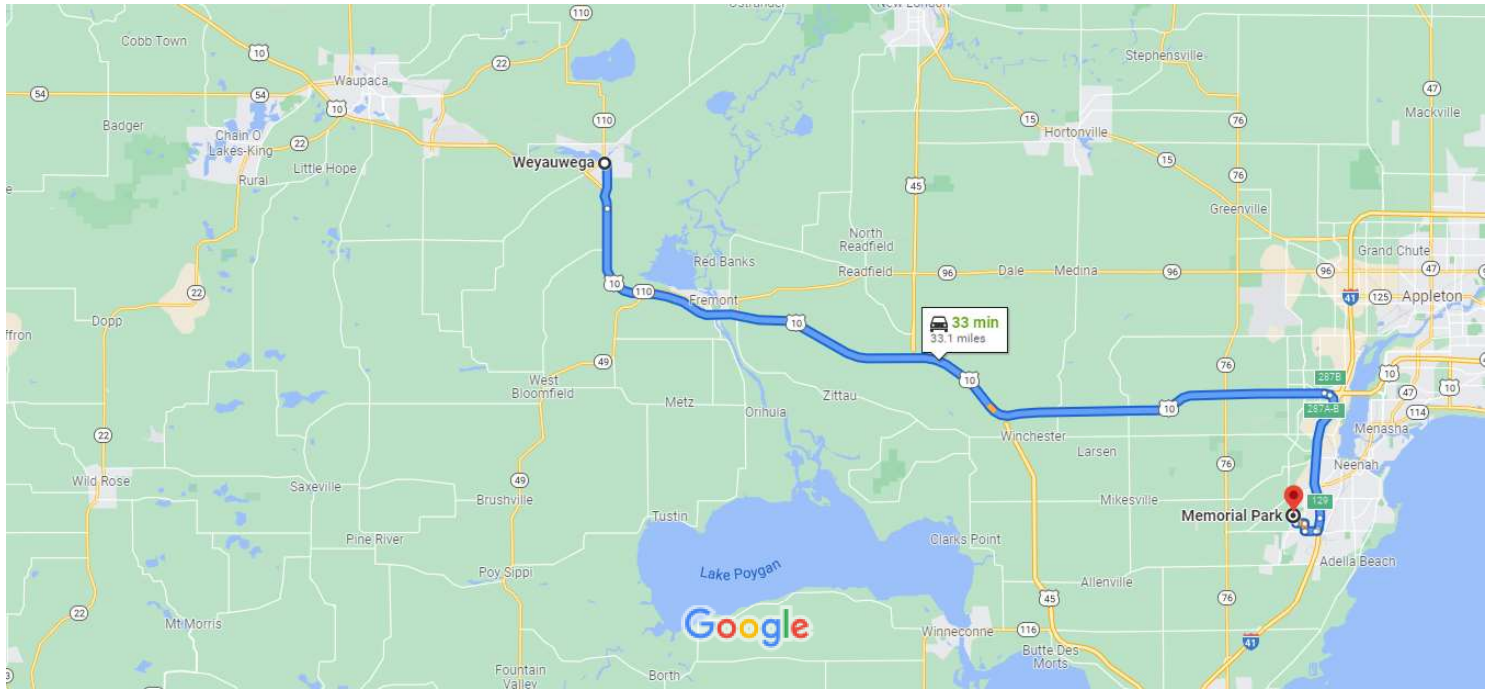 New London
Ostrander
110
Cobb Town
10
22
Stephensville
Waupaca
54
54
10
47
Mackville
Badger
Chain O
Lakes-King
22
110
15
76
Hortonville
Little Hope
Weyauwega
Rural
15
45
76
Greenville
North
Readfield
Grand Chute
Red Banks
Readfield
96
Dale
Medina
96
96
47
22
10
110
Fremont
41
125
Appleton
Dopp
10
33 min
33.1 miles
49
76
10
West
Bloomfield
10
287B
10
47
10
Metz
Orihula
Zittau
10
287A-B
114
Winchester
Menasha
22
Larsen
76
Neenah
Wild Rose
49
Saxeville
Brushville
Mikesville
129
Tustin
Memorial Park
Pine River
Clarks Point
Adella Beach
Lake Poygan
Poy Sippi
Allenville
22
45
76
Mt Morris
Google
Winneconne
116
41
Butte Des
Morts
Fountain
Valley
Borth